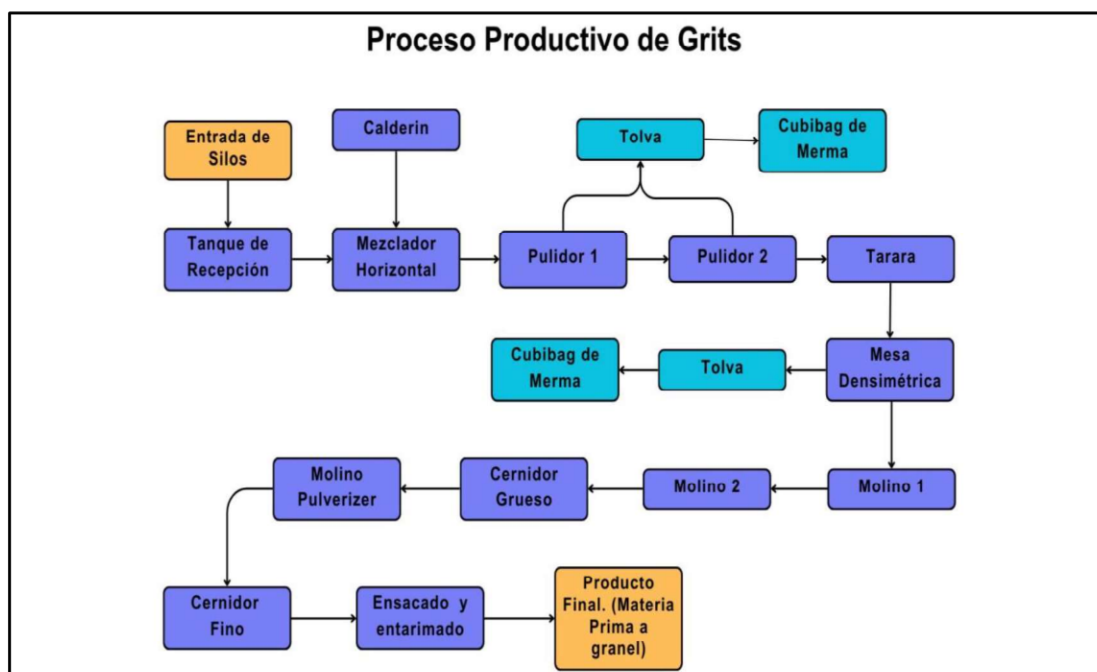 Proceso Productivo de Grits
Entrada de
Silos
Calderin
Tolva
Cubibag de
Merma
Tanque de
Recepción
Mezclador
Horizontal
Pulidor 1
Pulidor 2
Tarara
Cubibag de
Merma
Tolva
Mesa
Densimétrica
Molino
Pulverizer
Cernidor
Grueso
Molino 2
Molino 1
Cernidor
Fino
Ensacado y
entarimado
Producto
Final. (Materia
Prima a
granel)